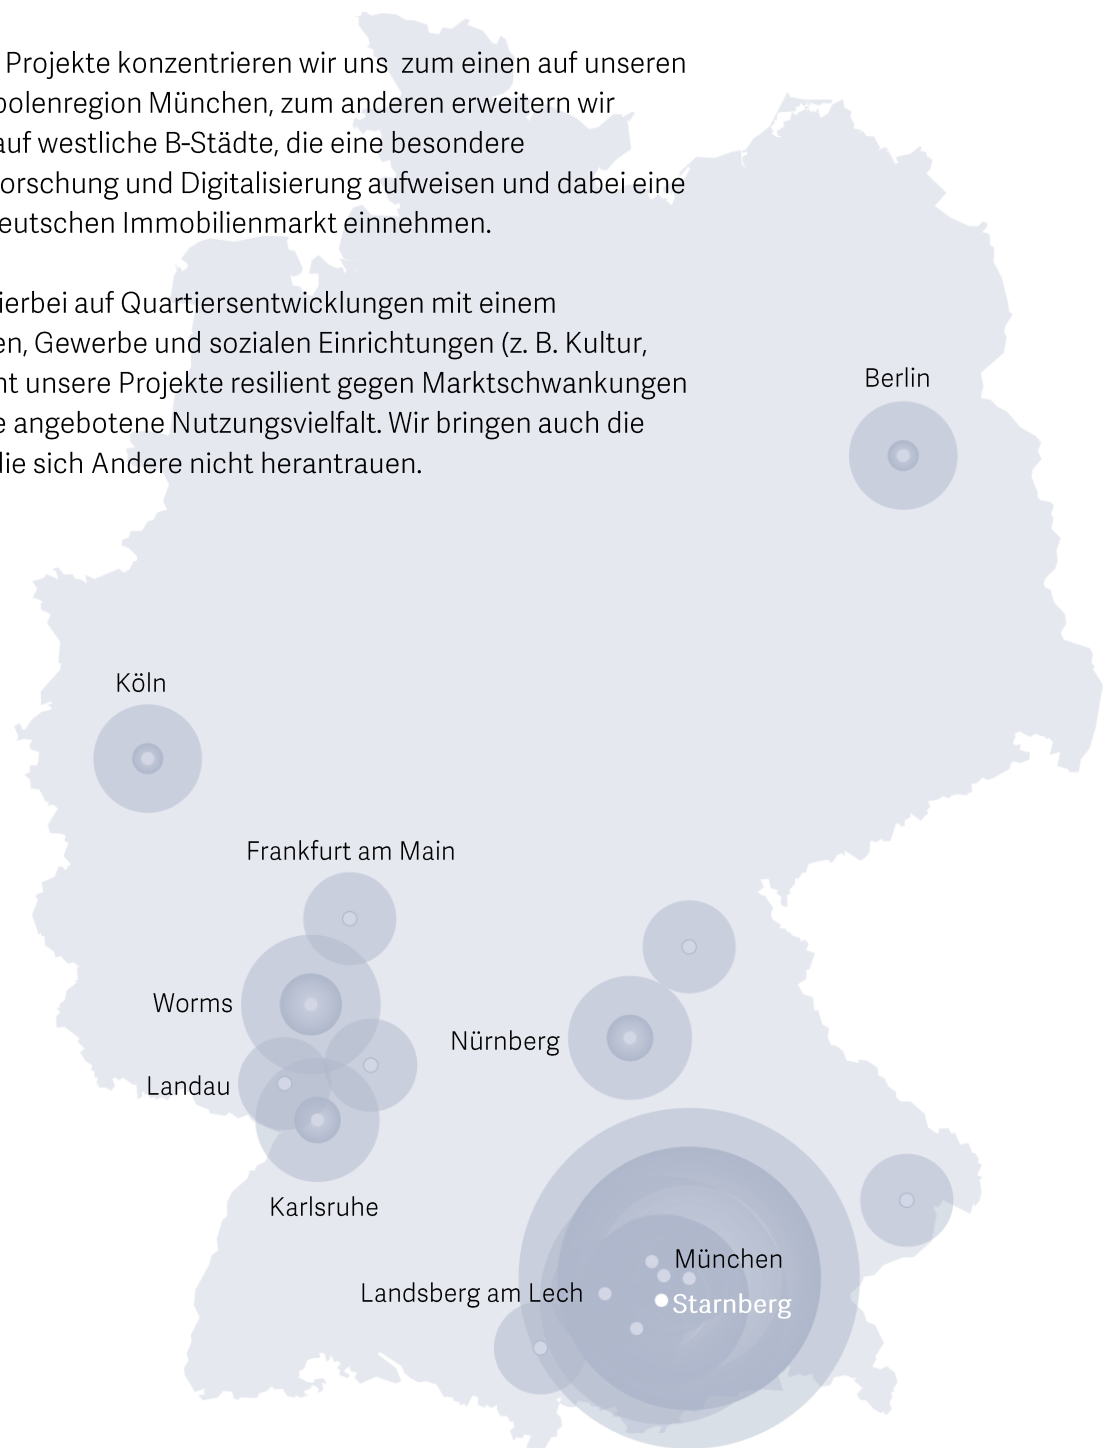 Projekte konzentrieren wir uns zum einen auf unseren
polenregion München, zum anderen erweitern wir
auf westliche B-Städte, die eine besondere
orschung und Digitalisierung aufweisen und dabei eine
eutschen Immobilienmarkt einnehmen.
ierbei auf Quartiersentwicklungen mit einem
en, Gewerbe und sozialen Einrichtungen (z. B. Kultur,
ht unsere Projekte resilient gegen Marktschwankungen
e angebotene Nutzungsvielfalt. Wir bringen auch die
die sich Andere nicht herantrauen.
Berlin
Köln
Frankfurt am Main
Worms
Nürnberg
Landau
Karlsruhe
München
Landsberg am Lech
Starnberg